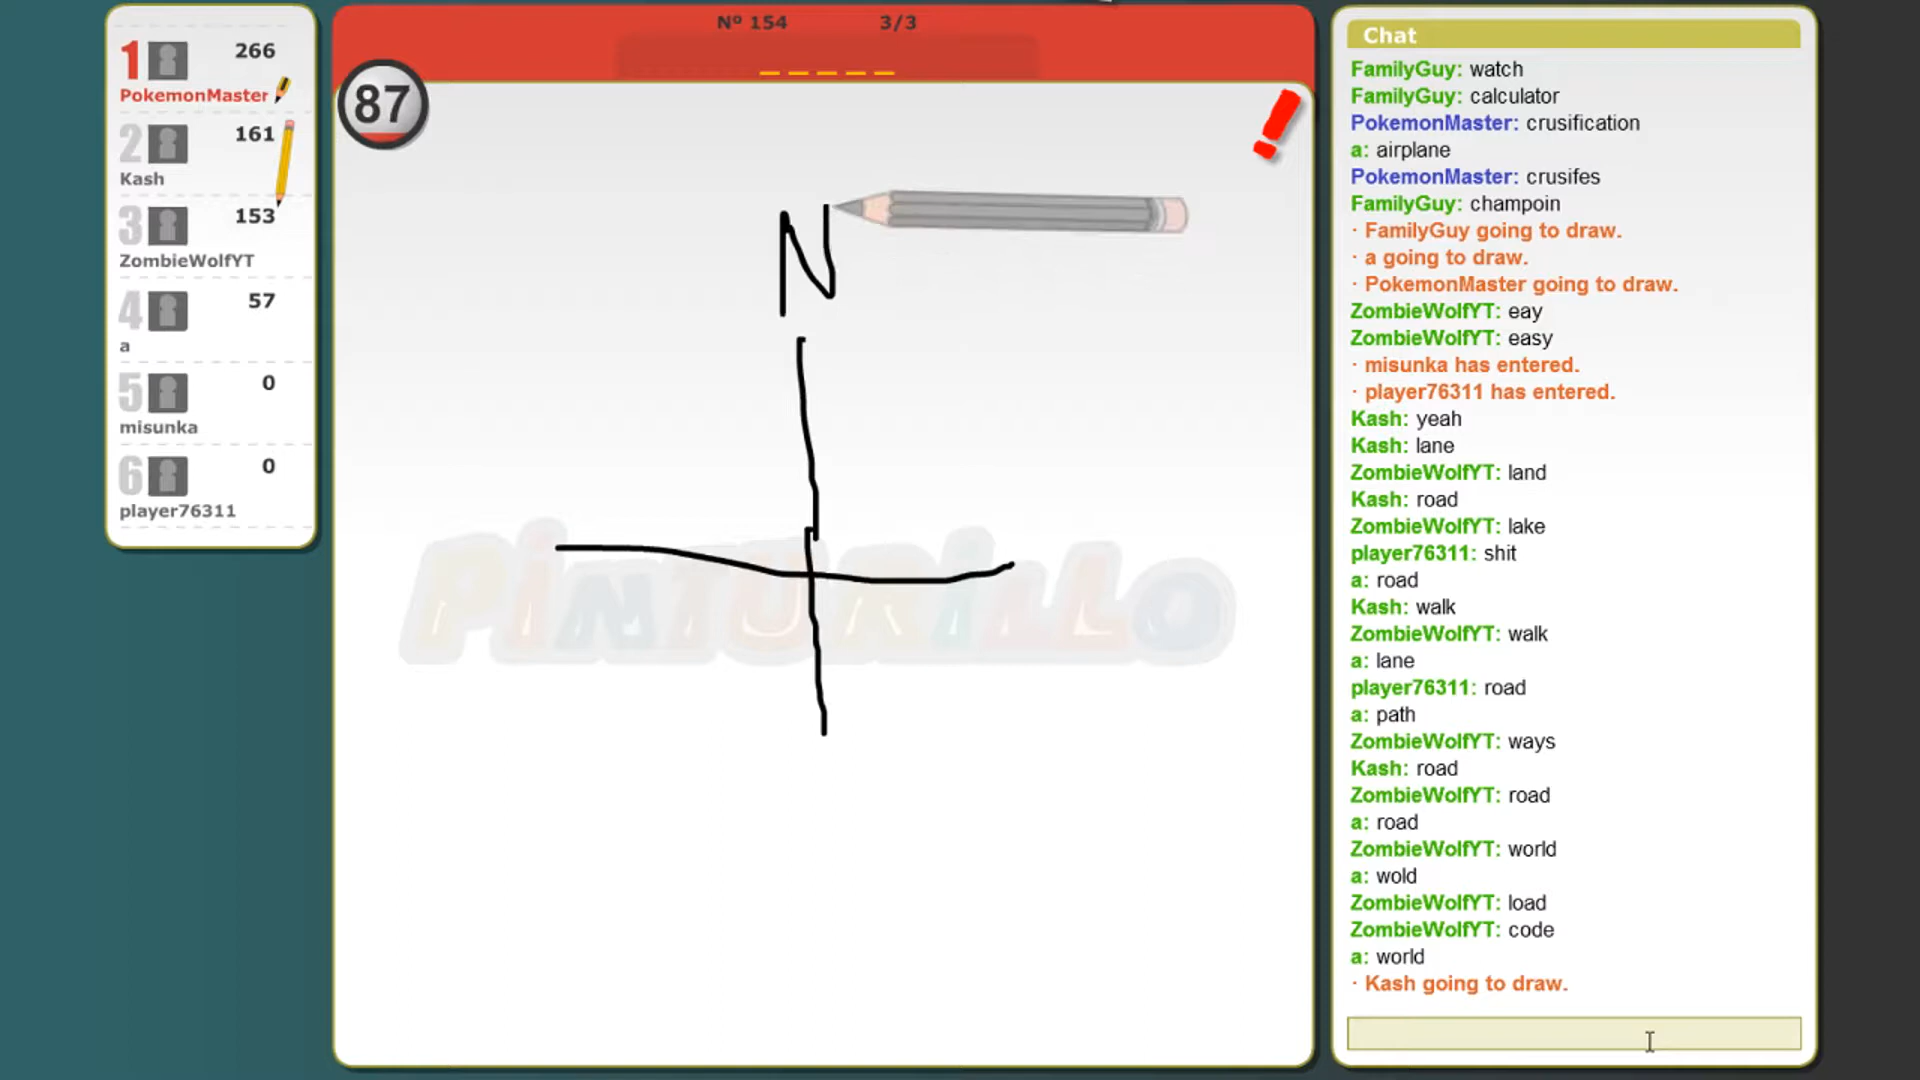 Nº 154 3/3
_ _ _ _ _
87
1 266
PokemonMaster
2 161
Kash
3 153
ZombieWolfYT
4 57
a
5 0
misunka
6 0
player76311
N
PiNTURiLLO
Chat
FamilyGuy: watch
FamilyGuy: calculator
PokemonMaster: crusification
a: airplane
PokemonMaster: crusifes
FamilyGuy: champoin
· FamilyGuy going to draw.
· a going to draw.
· PokemonMaster going to draw.
ZombieWolfYT: eay
ZombieWolfYT: easy
· misunka has entered.
· player76311 has entered.
Kash: yeah
Kash: lane
ZombieWolfYT: land
Kash: road
ZombieWolfYT: lake
player76311: shit
a: road
Kash: walk
ZombieWolfYT: walk
a: lane
player76311: road
a: path
ZombieWolfYT: ways
Kash: road
ZombieWolfYT: road
a: road
ZombieWolfYT: world
a: wold
ZombieWolfYT: load
ZombieWolfYT: code
a: world
· Kash going to draw.